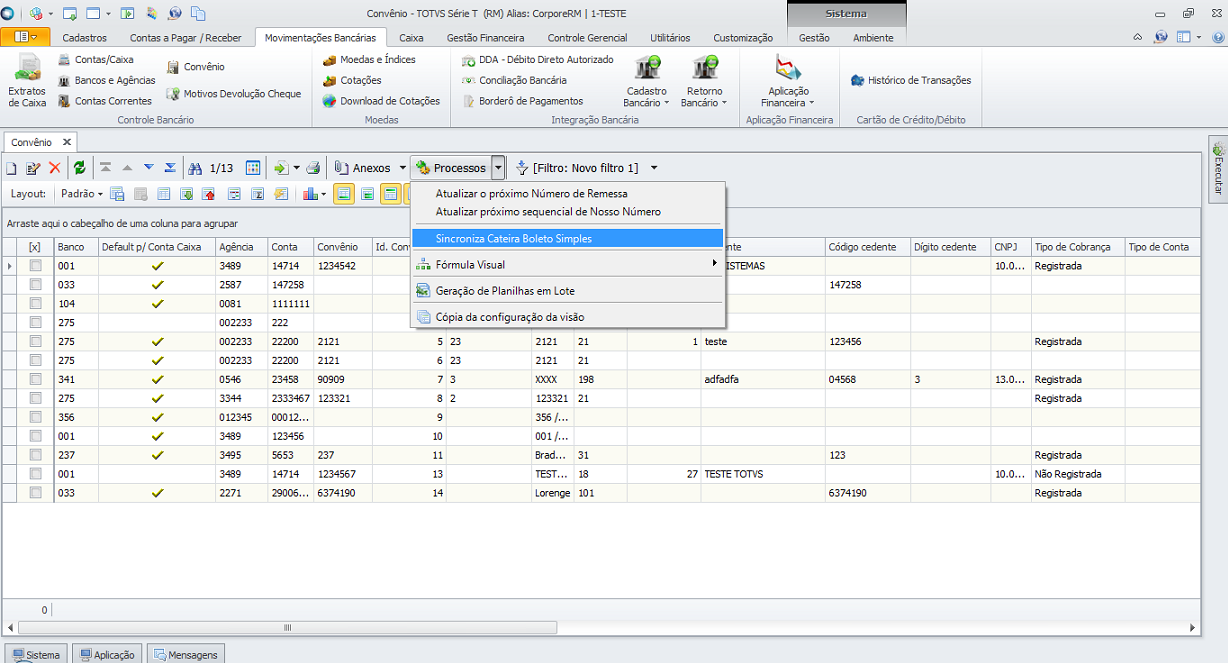 Convênio - TOTVS Série T (RM) Alias: CorporeRM | 1-TESTE
Sistema
Cadastros Contas a Pagar / Receber Movimentações Bancárias Caixa Gestão Financeira Controle Gerencial Utilitários Customização Gestão Ambiente
Extratos de Caixa
Contas/Caixa
Bancos e Agências
Contas Correntes
Convênio
Motivos Devolução Cheque
Controle Bancário
Moedas e Índices
Cotações
Download de Cotações
Moedas
DDA - Débito Direto Autorizado
Conciliação Bancária
Borderô de Pagamentos
Cadastro Bancário
Retorno Bancário
Integração Bancária
Aplicação Financeira
Aplicação Financeira
Histórico de Transações
Cartão de Crédito/Débito
Convênio
Executar
1/13 Anexos Processos [Filtro: Novo filtro 1]
Layout: Padrão
Atualizar o próximo Número de Remessa
Atualizar próximo sequencial de Nosso Número
Sincroniza Cateira Boleto Simples
Fórmula Visual
Geração de Planilhas em Lote
Cópia da configuração da visão
Arraste aqui o cabeçalho de uma coluna para agrupar
[x] Banco Default p/ Conta Caixa Agência Conta Convênio Id. Con ente Código cedente Dígito cedente CNPJ Tipo de Cobrança Tipo de Conta
001 3489 14714 1234542 ISTEMAS 10.0... Registrada
033 2587 147258 147258
104 0081 1111111
275 002233 222
275 002233 22200 2121 5 23 2121 21 1 teste 123456 Registrada
275 002233 22200 2121 6 23 2121 21
341 0546 23458 90909 7 3 XXXX 198 adfadfa 04568 3 13.0... Registrada
275 3344 2333467 123321 8 2 123321 21 Registrada
356 012345 00012... 9 356 /...
001 3489 123456 10 001 /...
237 3495 5653 237 11 Brad... 31 123 Registrada
001 3489 14714 1234567 13 TEST... 18 27 TESTE TOTVS 10.0... Não Registrada
033 2271 29006... 6374190 14 Lorenge 101 6374190 Registrada
0
Sistema Aplicação Mensagens